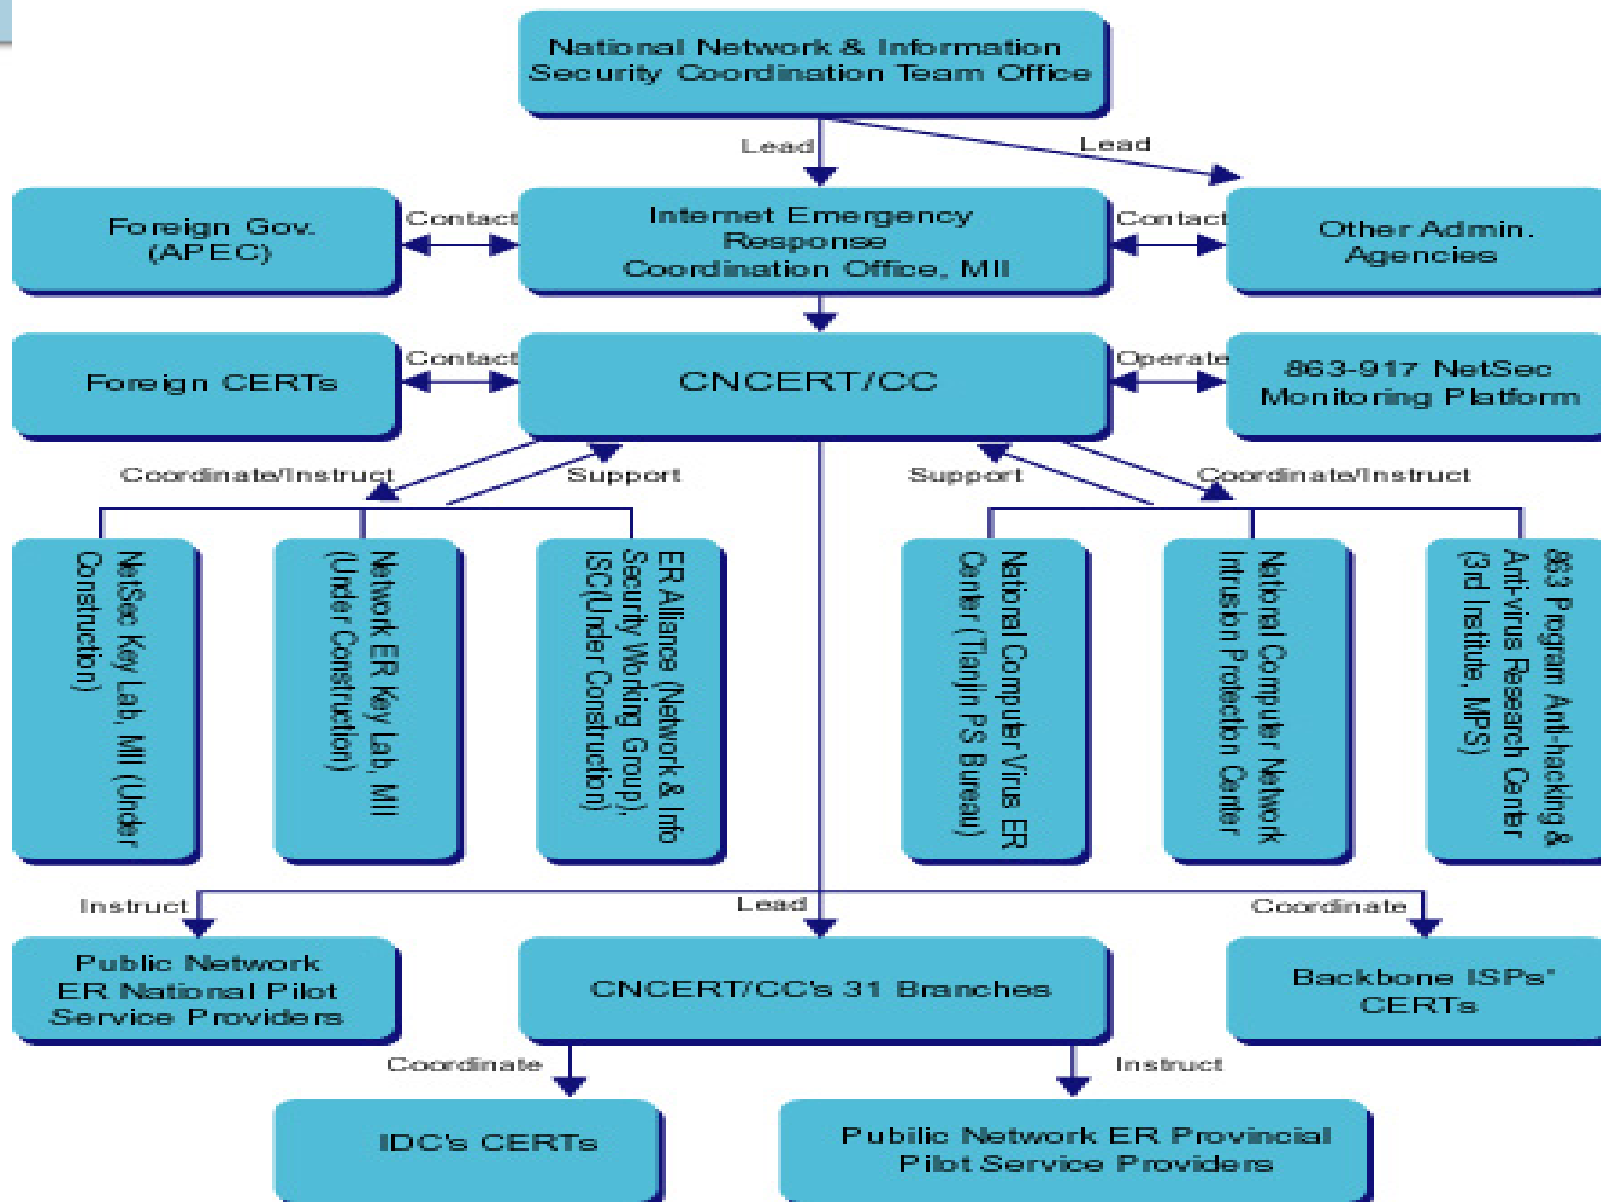 National Network & Information
Security Coordination Team Office
Lead
Lead
Foreign Gov.
(APEC)
Contact
Internet Emergency
Response
Coordination Office, MII
Contact
Other Admin.
Agencies
Foreign CERTs
Contact
CNCERT/CC
Operate
863-917 NetSec
Monitoring Platform
Coordinate/Instruct
Support
Support
Coordinate/Instruct
NetSec Key Lab, MII (Under
Construction)
Network ER Key Lab, MII
(Under Construction)
ER Alliance (Network & Info
Security Working Group),
ISC(Under Construction)
National Computer Virus ER
Center (Tianjin PS Bureau)
National Computer Network
Intrusion Protection Center
863 Program Anti-hacking &
Anti-virus Research Center
(3rd Institute, MPS)
Instruct
Lead
Coordinate
Public Network
ER National Pilot
Service Providers
CNCERT/CC's 31 Branches
Backbone ISPs'
CERTs
Coordinate
Instruct
IDC's CERTs
Pubilic Network ER Provincial
Pilot Service Providers